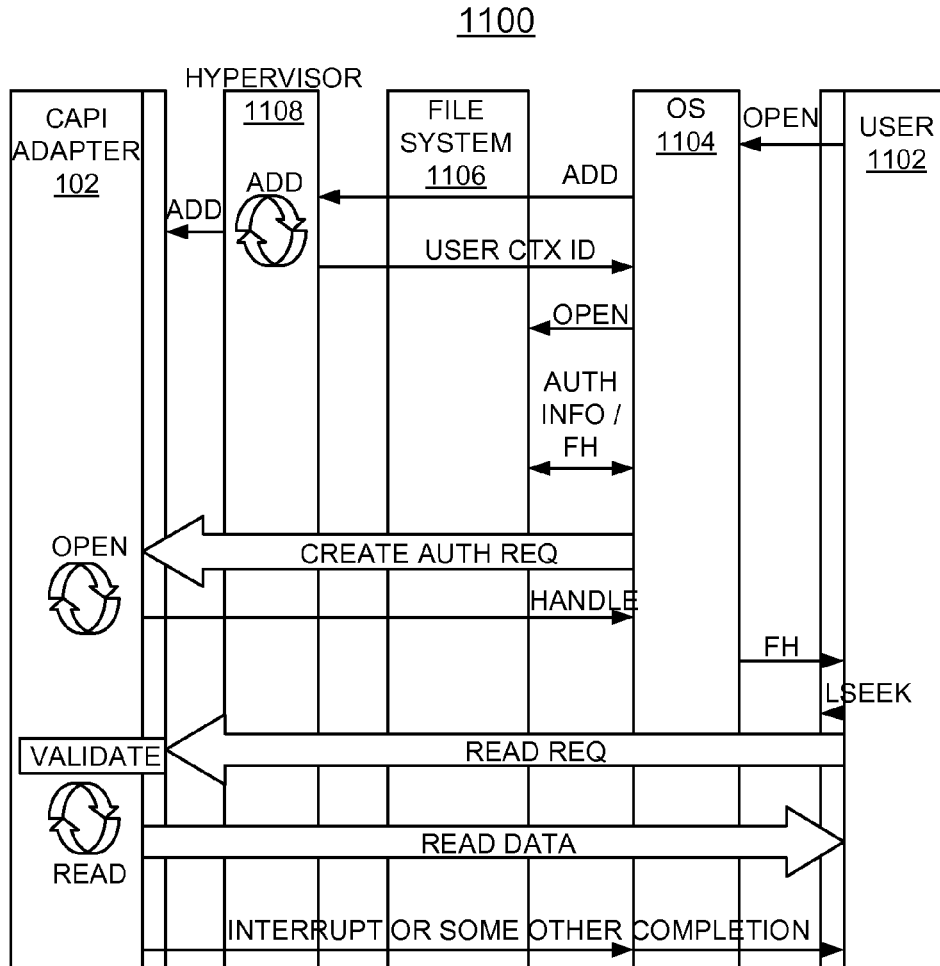 1100
HYPERVISOR
1108
CAPI
ADAPTER
102
FILE
SYSTEM
1106
OS
1104
USER
1102
OPEN
ADD
ADD
ADD
USER CTX ID
OPEN
AUTH
INFO /
FH
OPEN
CREATE AUTH REQ
HANDLE
FH
LSEEK
VALIDATE
READ REQ
READ DATA
READ
INTERRUPT OR SOME OTHER COMPLETION